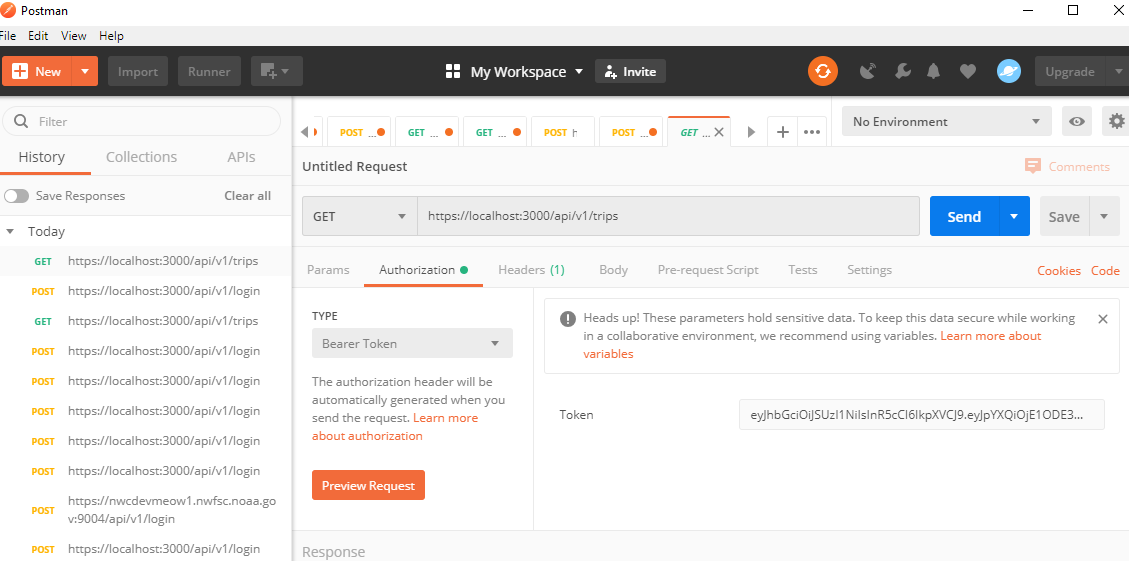 Postman
File Edit View Help
New Import Runner My Workspace Invite Upgrade
Filter
History Collections APIs
Save Responses Clear all
Today
GET https://localhost:3000/api/v1/trips
POST https://localhost:3000/api/v1/login
GET https://localhost:3000/api/v1/trips
POST https://localhost:3000/api/v1/login
POST https://localhost:3000/api/v1/login
POST https://localhost:3000/api/v1/login
POST https://localhost:3000/api/v1/login
POST https://localhost:3000/api/v1/login
POST https://nwcdevmeow1.nwfsc.noaa.go
v:9004/api/v1/login
POST https://localhost:3000/api/v1/login
POST ... GET ... GET ... POST POST ... GET ... No Environment
Untitled Request Comments
GET https://localhost:3000/api/v1/trips Send Save
Params Authorization Headers (1) Body Pre-request Script Tests Settings Cookies Code
TYPE
Bearer Token
The authorization header will be
automatically generated when you
send the request. Learn more
about authorization
Preview Request
Heads up! These parameters hold sensitive data. To keep this data secure while working
in a collaborative environment, we recommend using variables. Learn more about
variables
Token eyJhbGciOiJSUzI1NiIsInR5cCI6IkpXVCJ9.eyJpYXQiOjE1ODE3...
Response